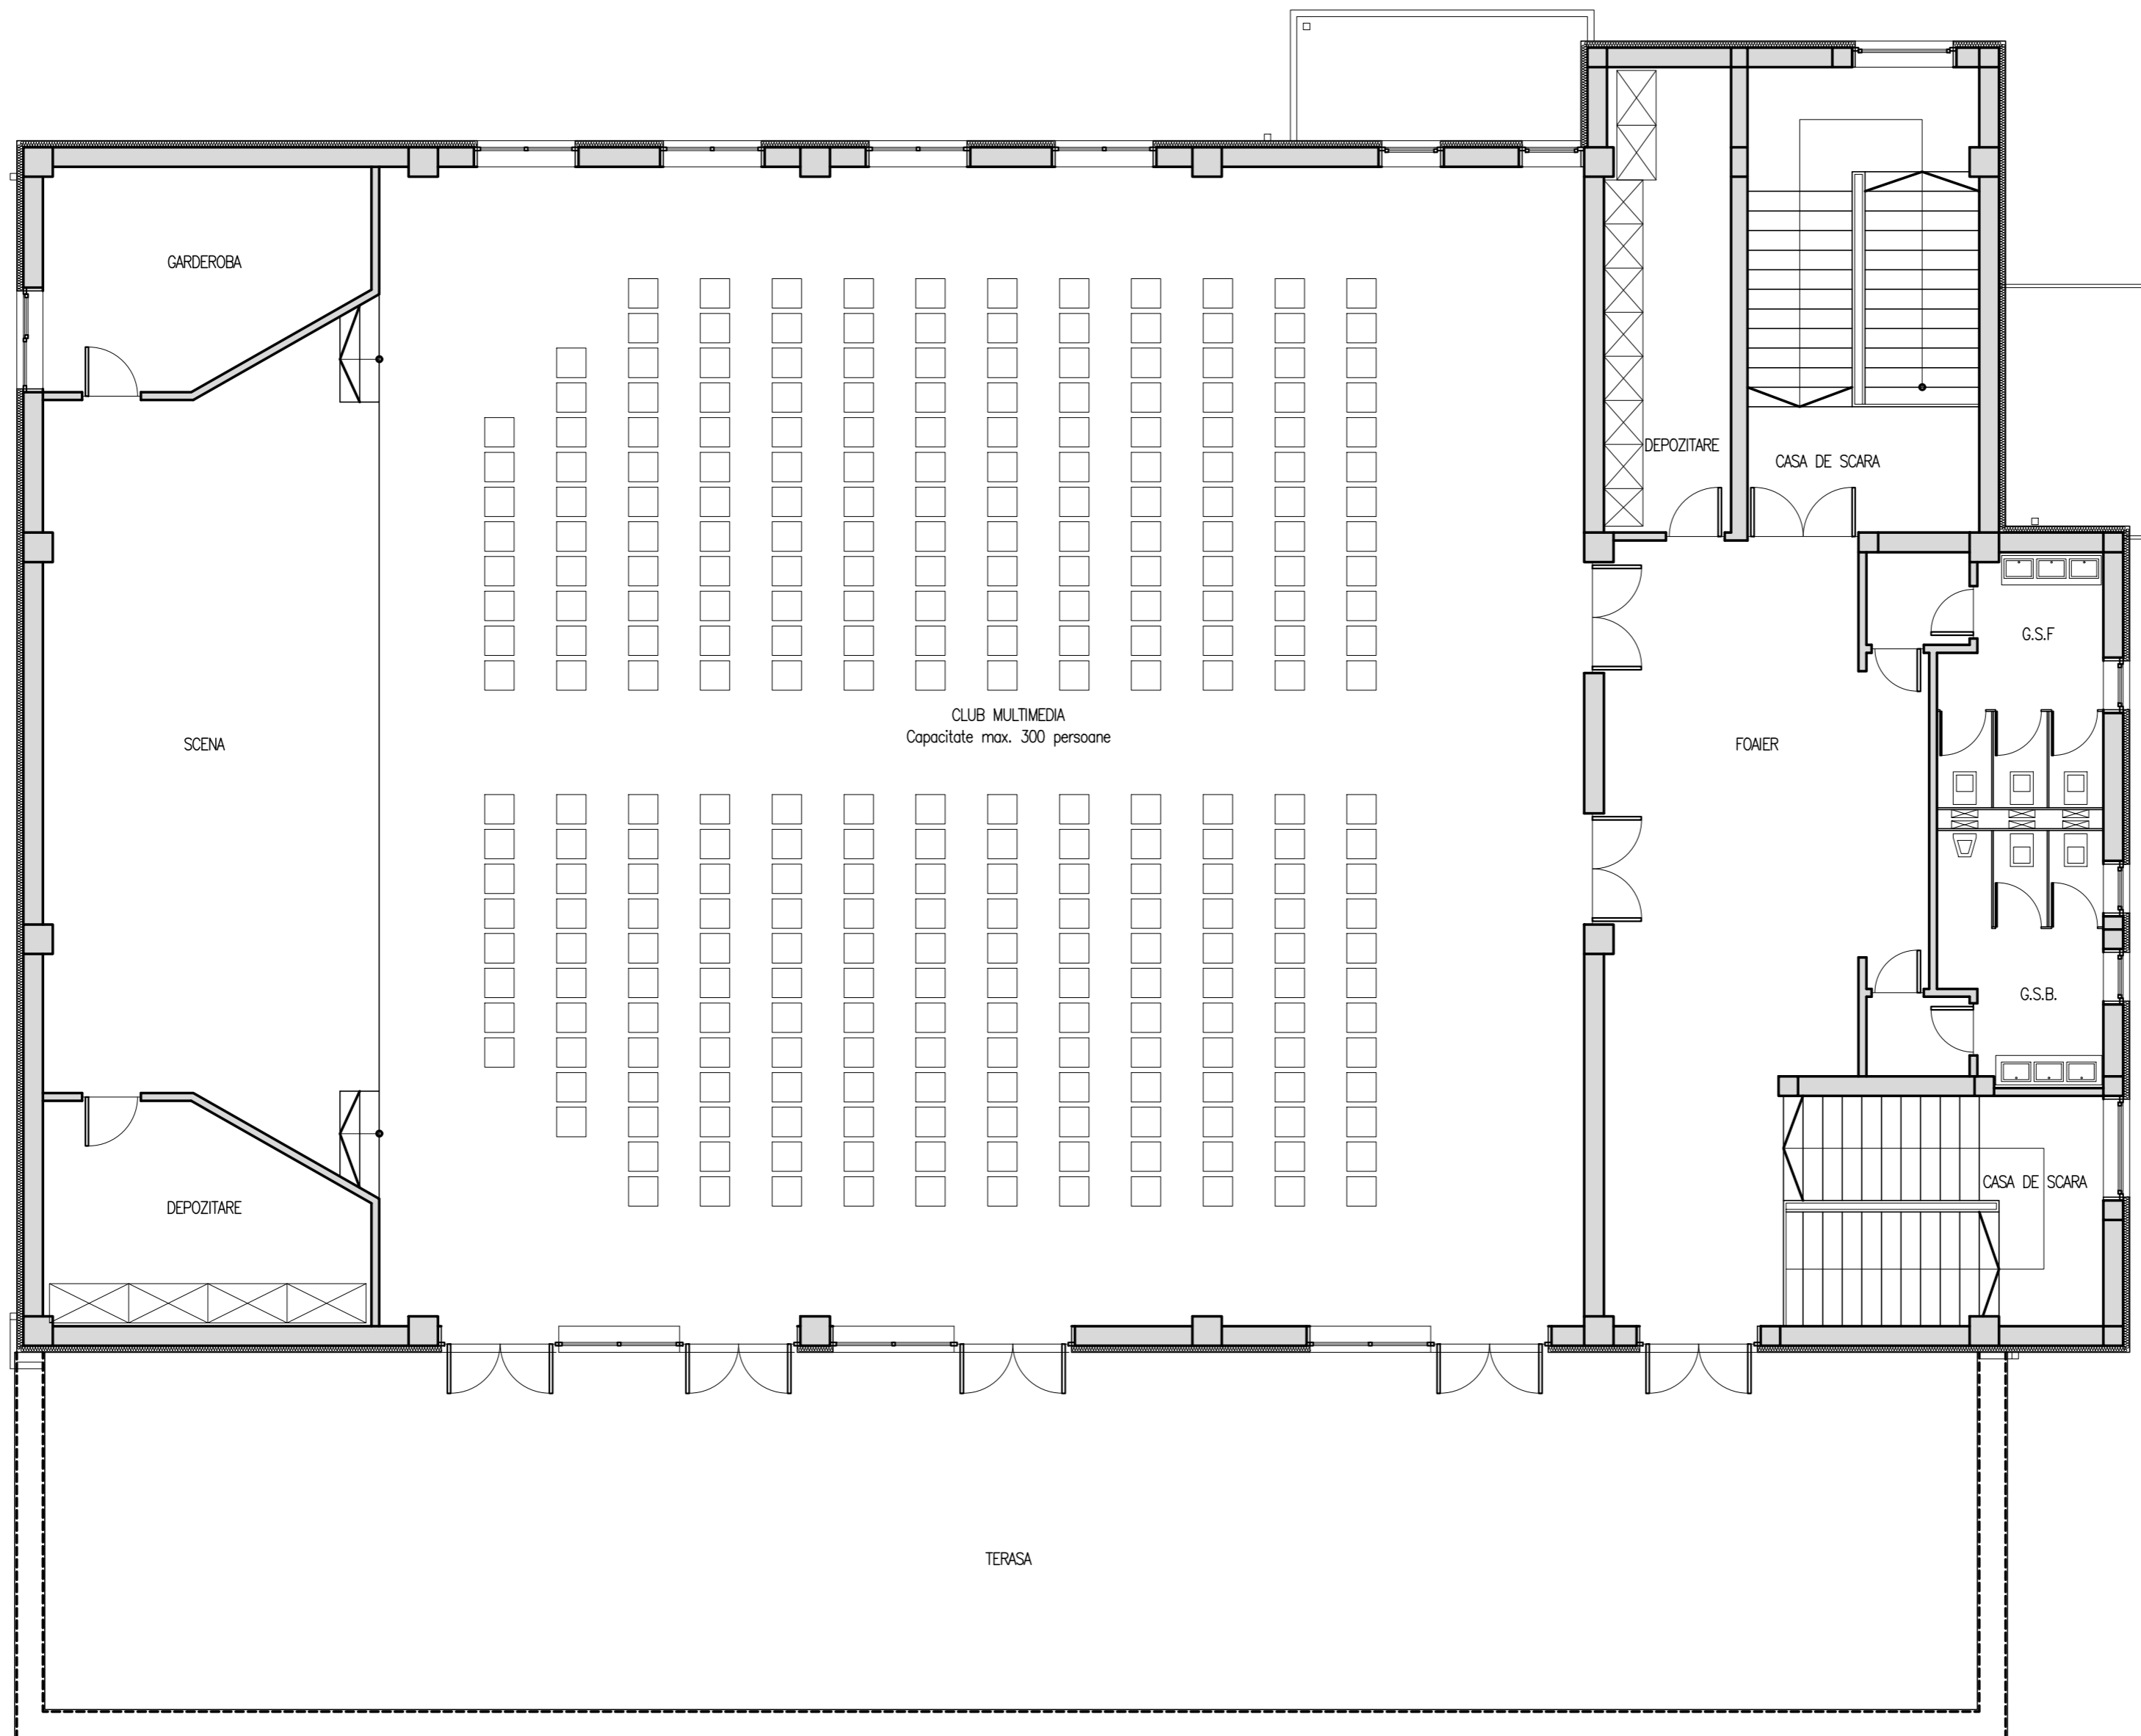 GARDEROBA
DEPOZITARE
CASA DE SCARA
G.S.F
CLUB MULTIMEDIA
Capacitate max. 300 persoane
SCENA
FOAIER
G.S.B.
CASA DE SCARA
DEPOZITARE
TERASA